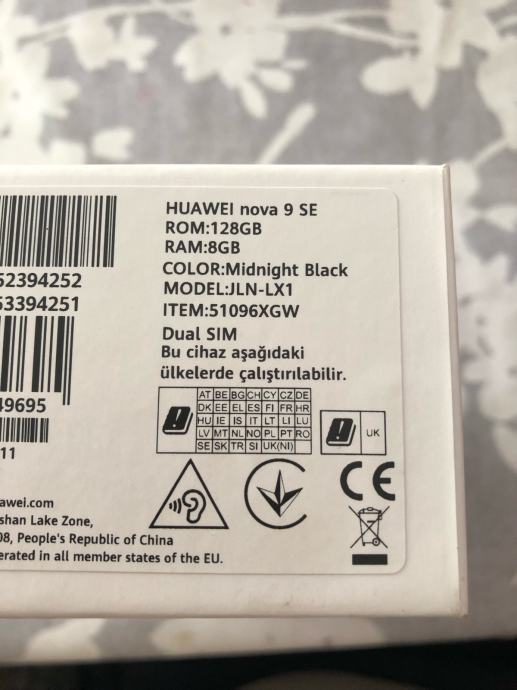 HUAWEI nova 9 SE
ROM:128GB
RAM:8GB
COLOR:Midnight Black
MODEL:JLN-LX1
ITEM:51096XGW
Dual SIM
Bu cihaz aşağıdaki
ülkelerde çalıştırılabilir.
52394252
53394251
49695
11
AT BE BG CH CY CZ DE
DK EE EL ES FI FR HR
HU IE IS IT LT LI LU
LV MT NL NO PL PT RO
SE SK TR SI UK(NI)
UK
CE
awei.com
shan Lake Zone,
08, People's Republic of China
erated in all member states of the EU.